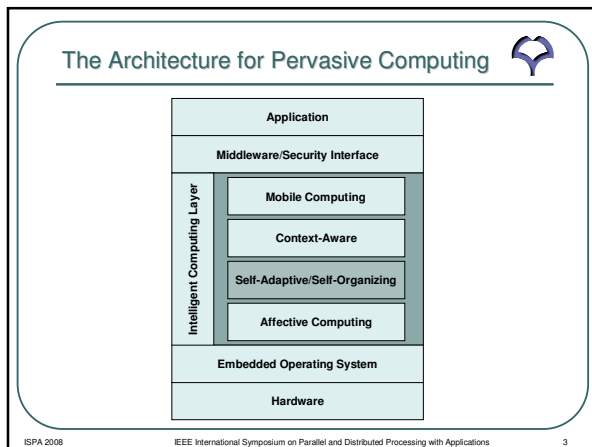 The Architecture for Pervasive Computing
Application
Middleware/Security Interface
Intelligent Computing Layer
Mobile Computing
Context-Aware
Self-Adaptive/Self-Organizing
Affective Computing
Embedded Operating System
Hardware
ISPA 2008 IEEE International Symposium on Parallel and Distributed Processing with Applications 3